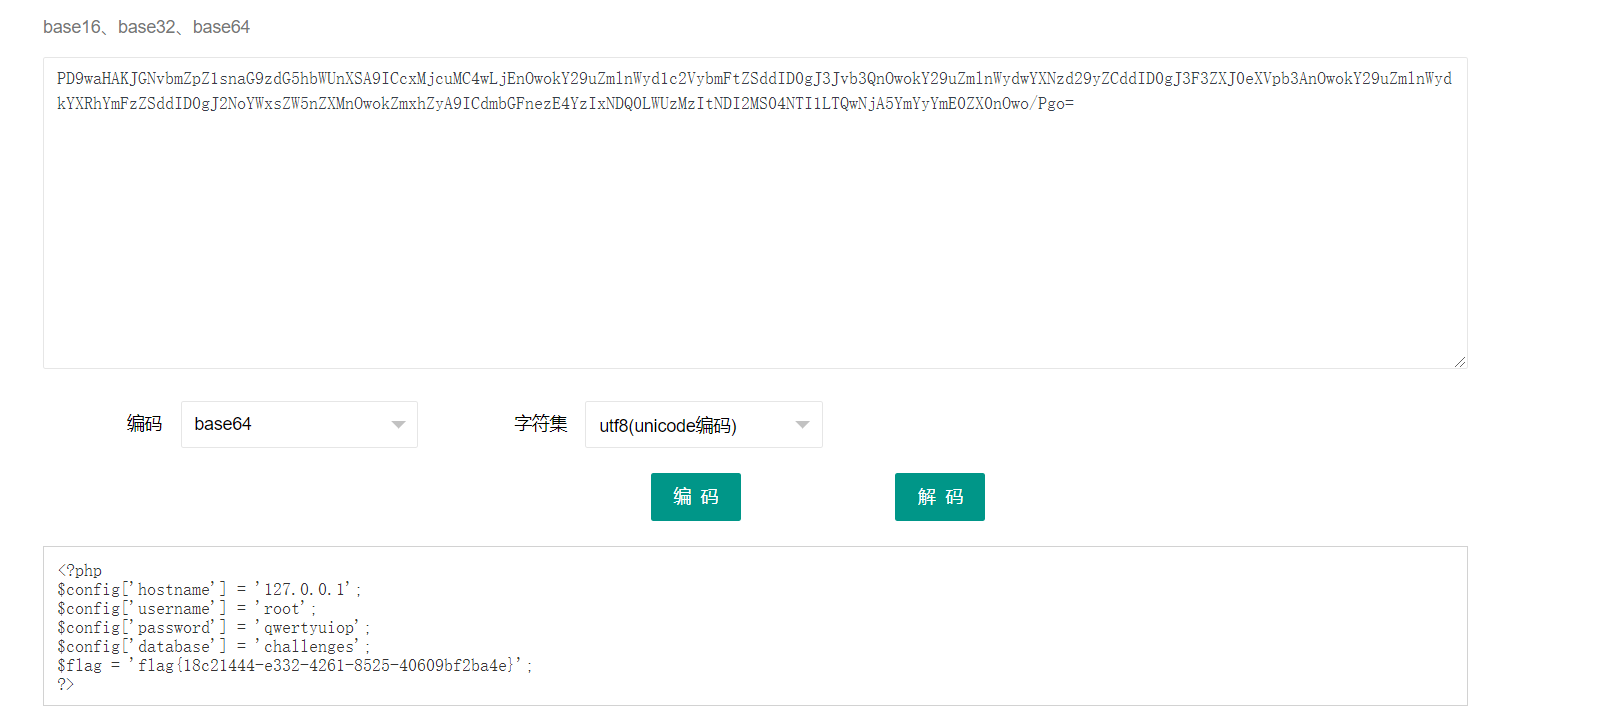 base16、base32、base64
PD9waHAKJGNvbmZpZ1snaG9zdG5hbWUnXSA9ICcxMjcuMC4wLjEnOwokY29uZmlnWyd1c2VybmFtZSddID0gJ3Jvb3QnOwokY29uZmlnWydwYXNzd29yZCddID0gJ3F3ZXJ0eXVpb3AnOwokY29uZmlnWyd
kYXRhYmFzZSddID0gJ2NoYWxsZW5nZXMnOwokZmxhZyA9ICdmbGFnezE4YzIxNDQ0LWUzMzItNDI2MS04NTI1LTQwNjA5YmYyYmE0ZX0nOwo/Pgo=
编码 base64 字符集 utf8(unicode编码)
编 码 解 码
<?php
$config['hostname'] = '127.0.0.1';
$config['username'] = 'root';
$config['password'] = 'qwertyuiop';
$config['database'] = 'challenges';
$flag = 'flag{18c21444-e332-4261-8525-40609bf2ba4e}';
?>